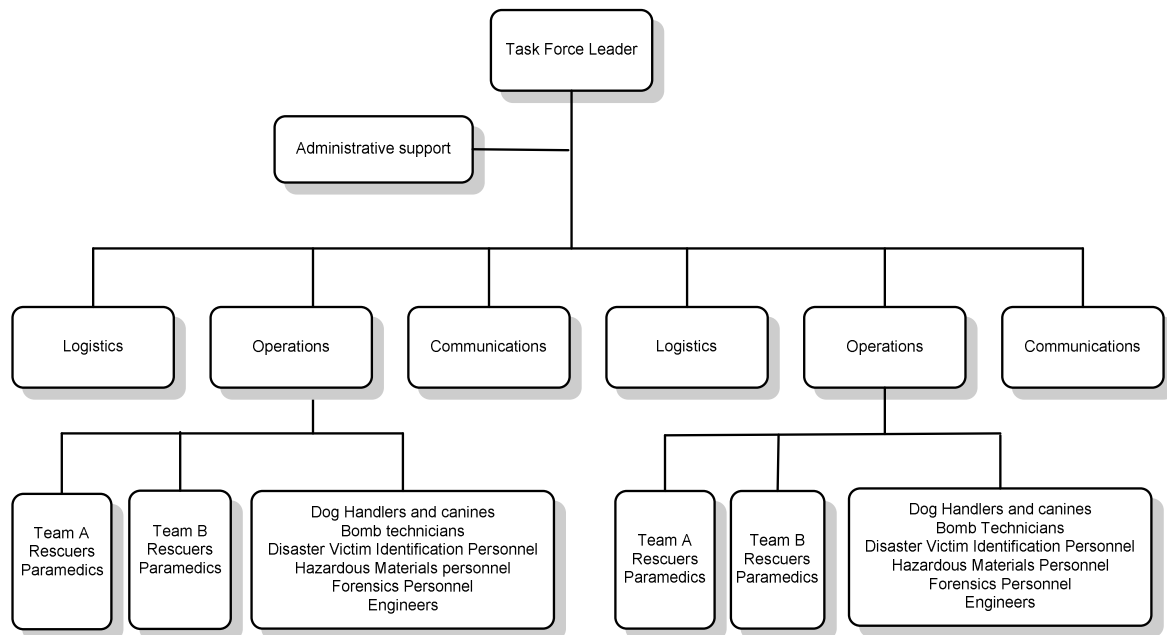 Task Force Leader
Administrative support
Logistics
Operations
Communications
Logistics
Operations
Communications
Team A
Rescuers
Paramedics
Team B
Rescuers
Paramedics
Dog Handlers and canines
Bomb technicians
Disaster Victim Identification Personnel
Hazardous Materials personnel
Forensics Personnel
Engineers
Team A
Rescuers
Paramedics
Team B
Rescuers
Paramedics
Dog Handlers and canines
Bomb Technicians
Disaster Victim Identification Personnel
Hazardous Materials Personnel
Forensics Personnel
Engineers